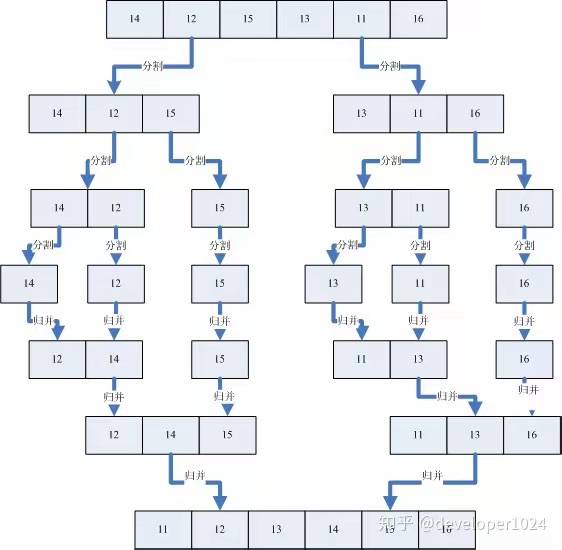 14 12 15 13 11 16
分割 分割
14 12 15 13 11 16
分割 分割 分割 分割
14 12 15 13 11 16
分割 分割 分割 分割 分割 分割
14 12 15 13 11 16
归并 归并 归并 归并 归并 归并
12 14 15 11 13 16
归并 归并 归并 归并
12 14 15 11 13 16
归并 归并
11 12 13 14 15 16
知乎 @developer1024